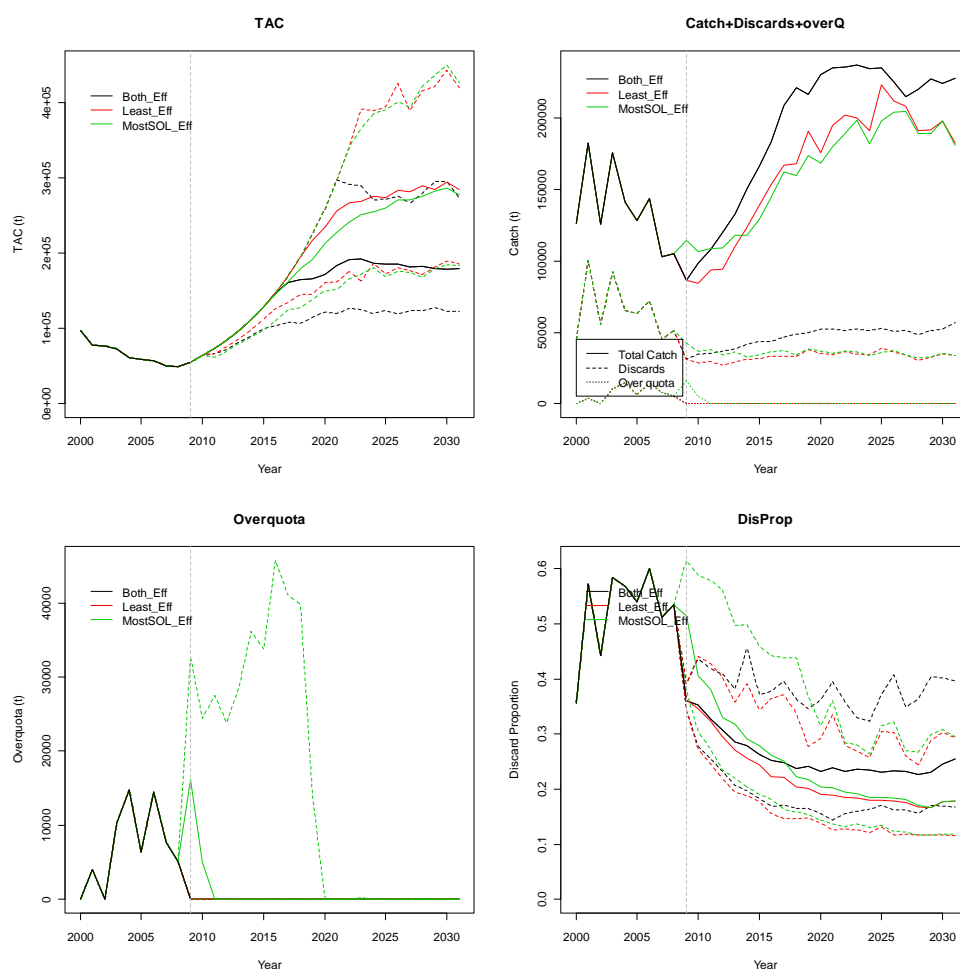 TAC
4e+05
3e+05
2e+05
1e+05
0e+00
TAC (t)
Both_Eff
Least_Eff
MostSOL_Eff
2000 2005 2010 2015 2020 2025 2030
Year
Catch+Discards+overQ
200000
150000
100000
50000
0
Catch (t)
Both_Eff
Least_Eff
MostSOL_Eff
Total Catch
Discards
Over quota
2000 2005 2010 2015 2020 2025 2030
Year
Overquota
40000
30000
20000
10000
0
Overquota (t)
Both_Eff
Least_Eff
MostSOL_Eff
2000 2005 2010 2015 2020 2025 2030
Year
DisProp
0.6
0.5
0.4
0.3
0.2
0.1
0.0
Discard Proportion
Both_Eff
Least_Eff
MostSOL_Eff
2000 2005 2010 2015 2020 2025 2030
Year